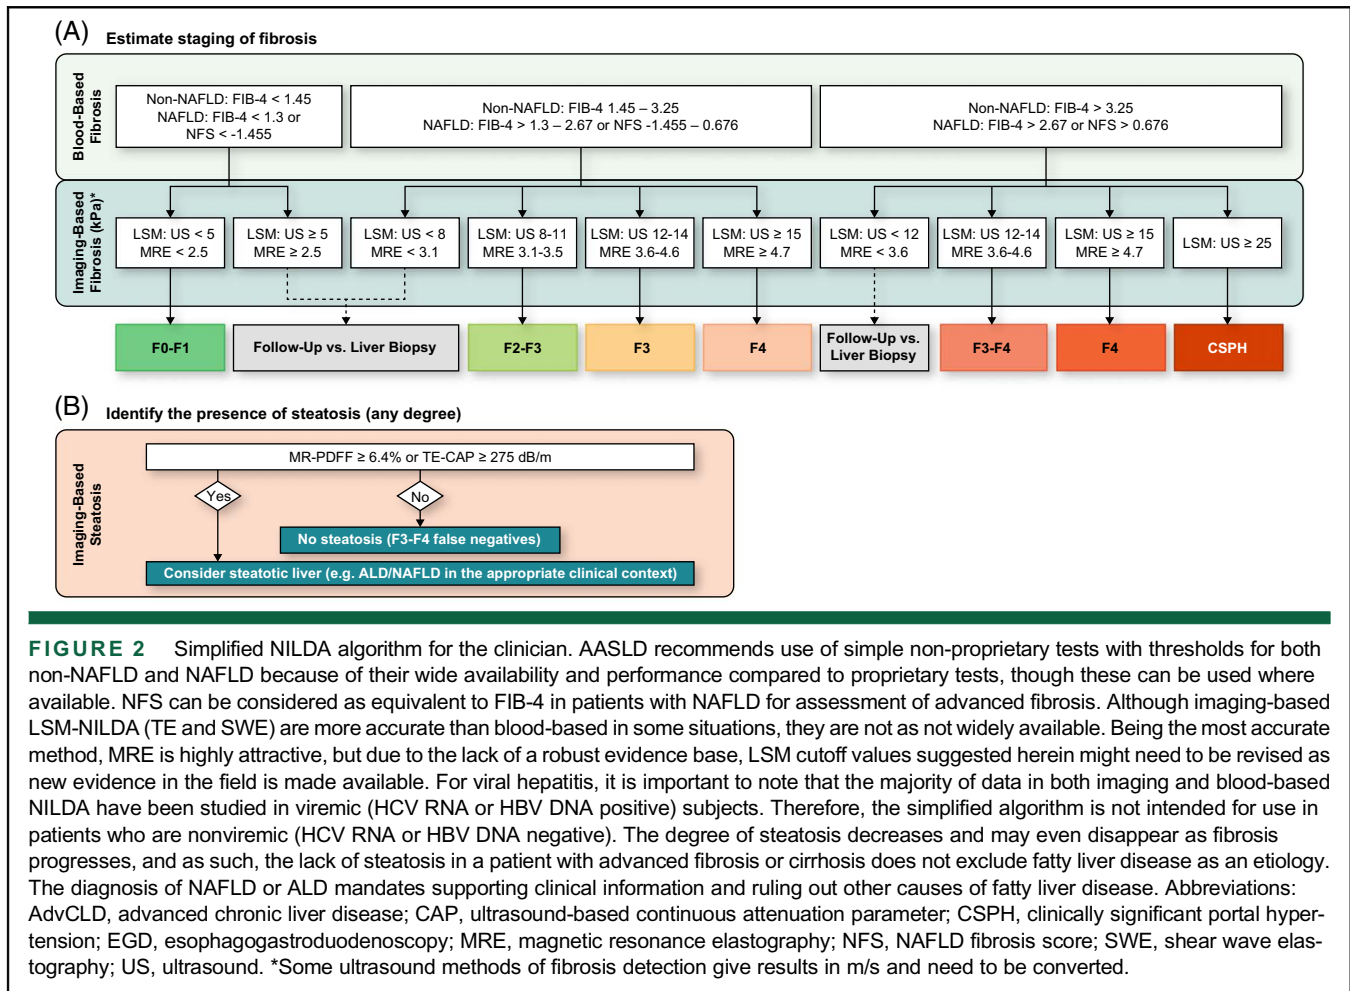 (A) Estimate staging of fibrosis
Blood-Based
Fibrosis
Non-NAFLD: FIB-4 < 1.45
NAFLD: FIB-4 < 1.3 or
NFS < -1.455
Non-NAFLD: FIB-4 1.45 – 3.25
NAFLD: FIB-4 > 1.3 – 2.67 or NFS -1.455 – 0.676
Non-NAFLD: FIB-4 > 3.25
NAFLD: FIB-4 > 2.67 or NFS > 0.676
Imaging-Based
Fibrosis (kPa)*
LSM: US < 5
MRE < 2.5
LSM: US ≥ 5
MRE ≥ 2.5
LSM: US < 8
MRE < 3.1
LSM: US 8-11
MRE 3.1-3.5
LSM: US 12-14
MRE 3.6-4.6
LSM: US ≥ 15
MRE ≥ 4.7
LSM: US < 12
MRE < 3.6
LSM: US 12-14
MRE 3.6-4.6
LSM: US ≥ 15
MRE ≥ 4.7
LSM: US ≥ 25
F0-F1
Follow-Up vs. Liver Biopsy
F2-F3
F3
F4
Follow-Up vs.
Liver Biopsy
F3-F4
F4
CSPH
(B) Identify the presence of steatosis (any degree)
Imaging-Based
Steatosis
MR-PDFF ≥ 6.4% or TE-CAP ≥ 275 dB/m
Yes
No
No steatosis (F3-F4 false negatives)
Consider steatotic liver (e.g. ALD/NAFLD in the appropriate clinical context)
FIGURE 2 Simplified NILDA algorithm for the clinician. AASLD recommends use of simple non-proprietary tests with thresholds for both
non-NAFLD and NAFLD because of their wide availability and performance compared to proprietary tests, though these can be used where
available. NFS can be considered as equivalent to FIB-4 in patients with NAFLD for assessment of advanced fibrosis. Although imaging-based
LSM-NILDA (TE and SWE) are more accurate than blood-based in some situations, they are not as not widely available. Being the most accurate
method, MRE is highly attractive, but due to the lack of a robust evidence base, LSM cutoff values suggested herein might need to be revised as
new evidence in the field is made available. For viral hepatitis, it is important to note that the majority of data in both imaging and blood-based
NILDA have been studied in viremic (HCV RNA or HBV DNA positive) subjects. Therefore, the simplified algorithm is not intended for use in
patients who are nonviremic (HCV RNA or HBV DNA negative). The degree of steatosis decreases and may even disappear as fibrosis
progresses, and as such, the lack of steatosis in a patient with advanced fibrosis or cirrhosis does not exclude fatty liver disease as an etiology.
The diagnosis of NAFLD or ALD mandates supporting clinical information and ruling out other causes of fatty liver disease. Abbreviations:
AdvCLD, advanced chronic liver disease; CAP, ultrasound-based continuous attenuation parameter; CSPH, clinically significant portal hyper-
tension; EGD, esophagogastroduodenoscopy; MRE, magnetic resonance elastography; NFS, NAFLD fibrosis score; SWE, shear wave elas-
tography; US, ultrasound. *Some ultrasound methods of fibrosis detection give results in m/s and need to be converted.